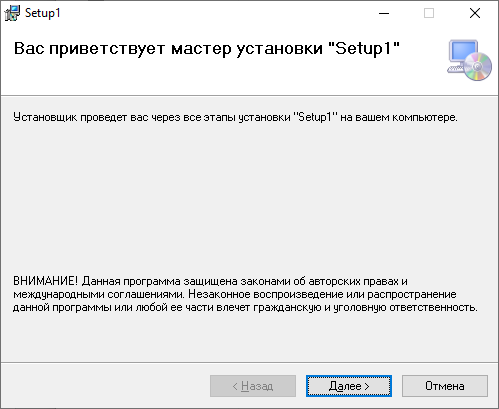 Setup1
Вас приветствует мастер установки "Setup1"
Установщик проведет вас через все этапы установки "Setup1" на вашем компьютере.
ВНИМАНИЕ! Данная программа защищена законами об авторских правах и
международными соглашениями. Незаконное воспроизведение или распространение
данной программы или любой ее части влечет гражданскую и уголовную ответственность.
< Назад
Далее >
Отмена